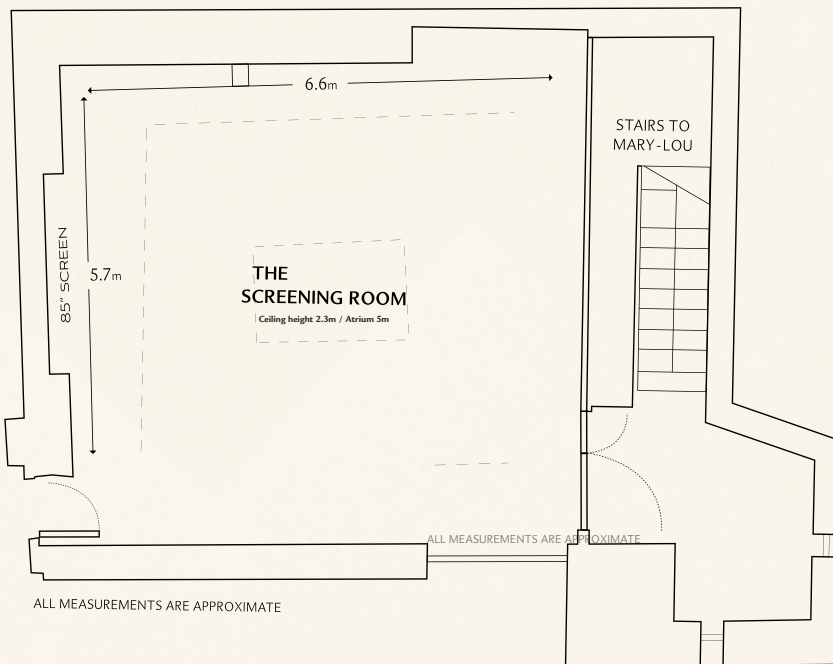 6.6m
STAIRS TO
MARY-LOU
85" SCREEN
5.7m
THE
SCREENING ROOM
Ceiling height 2.3m / Atrium 5m
ALL MEASUREMENTS ARE APPROXIMATE
ALL MEASUREMENTS ARE APPROXIMATE